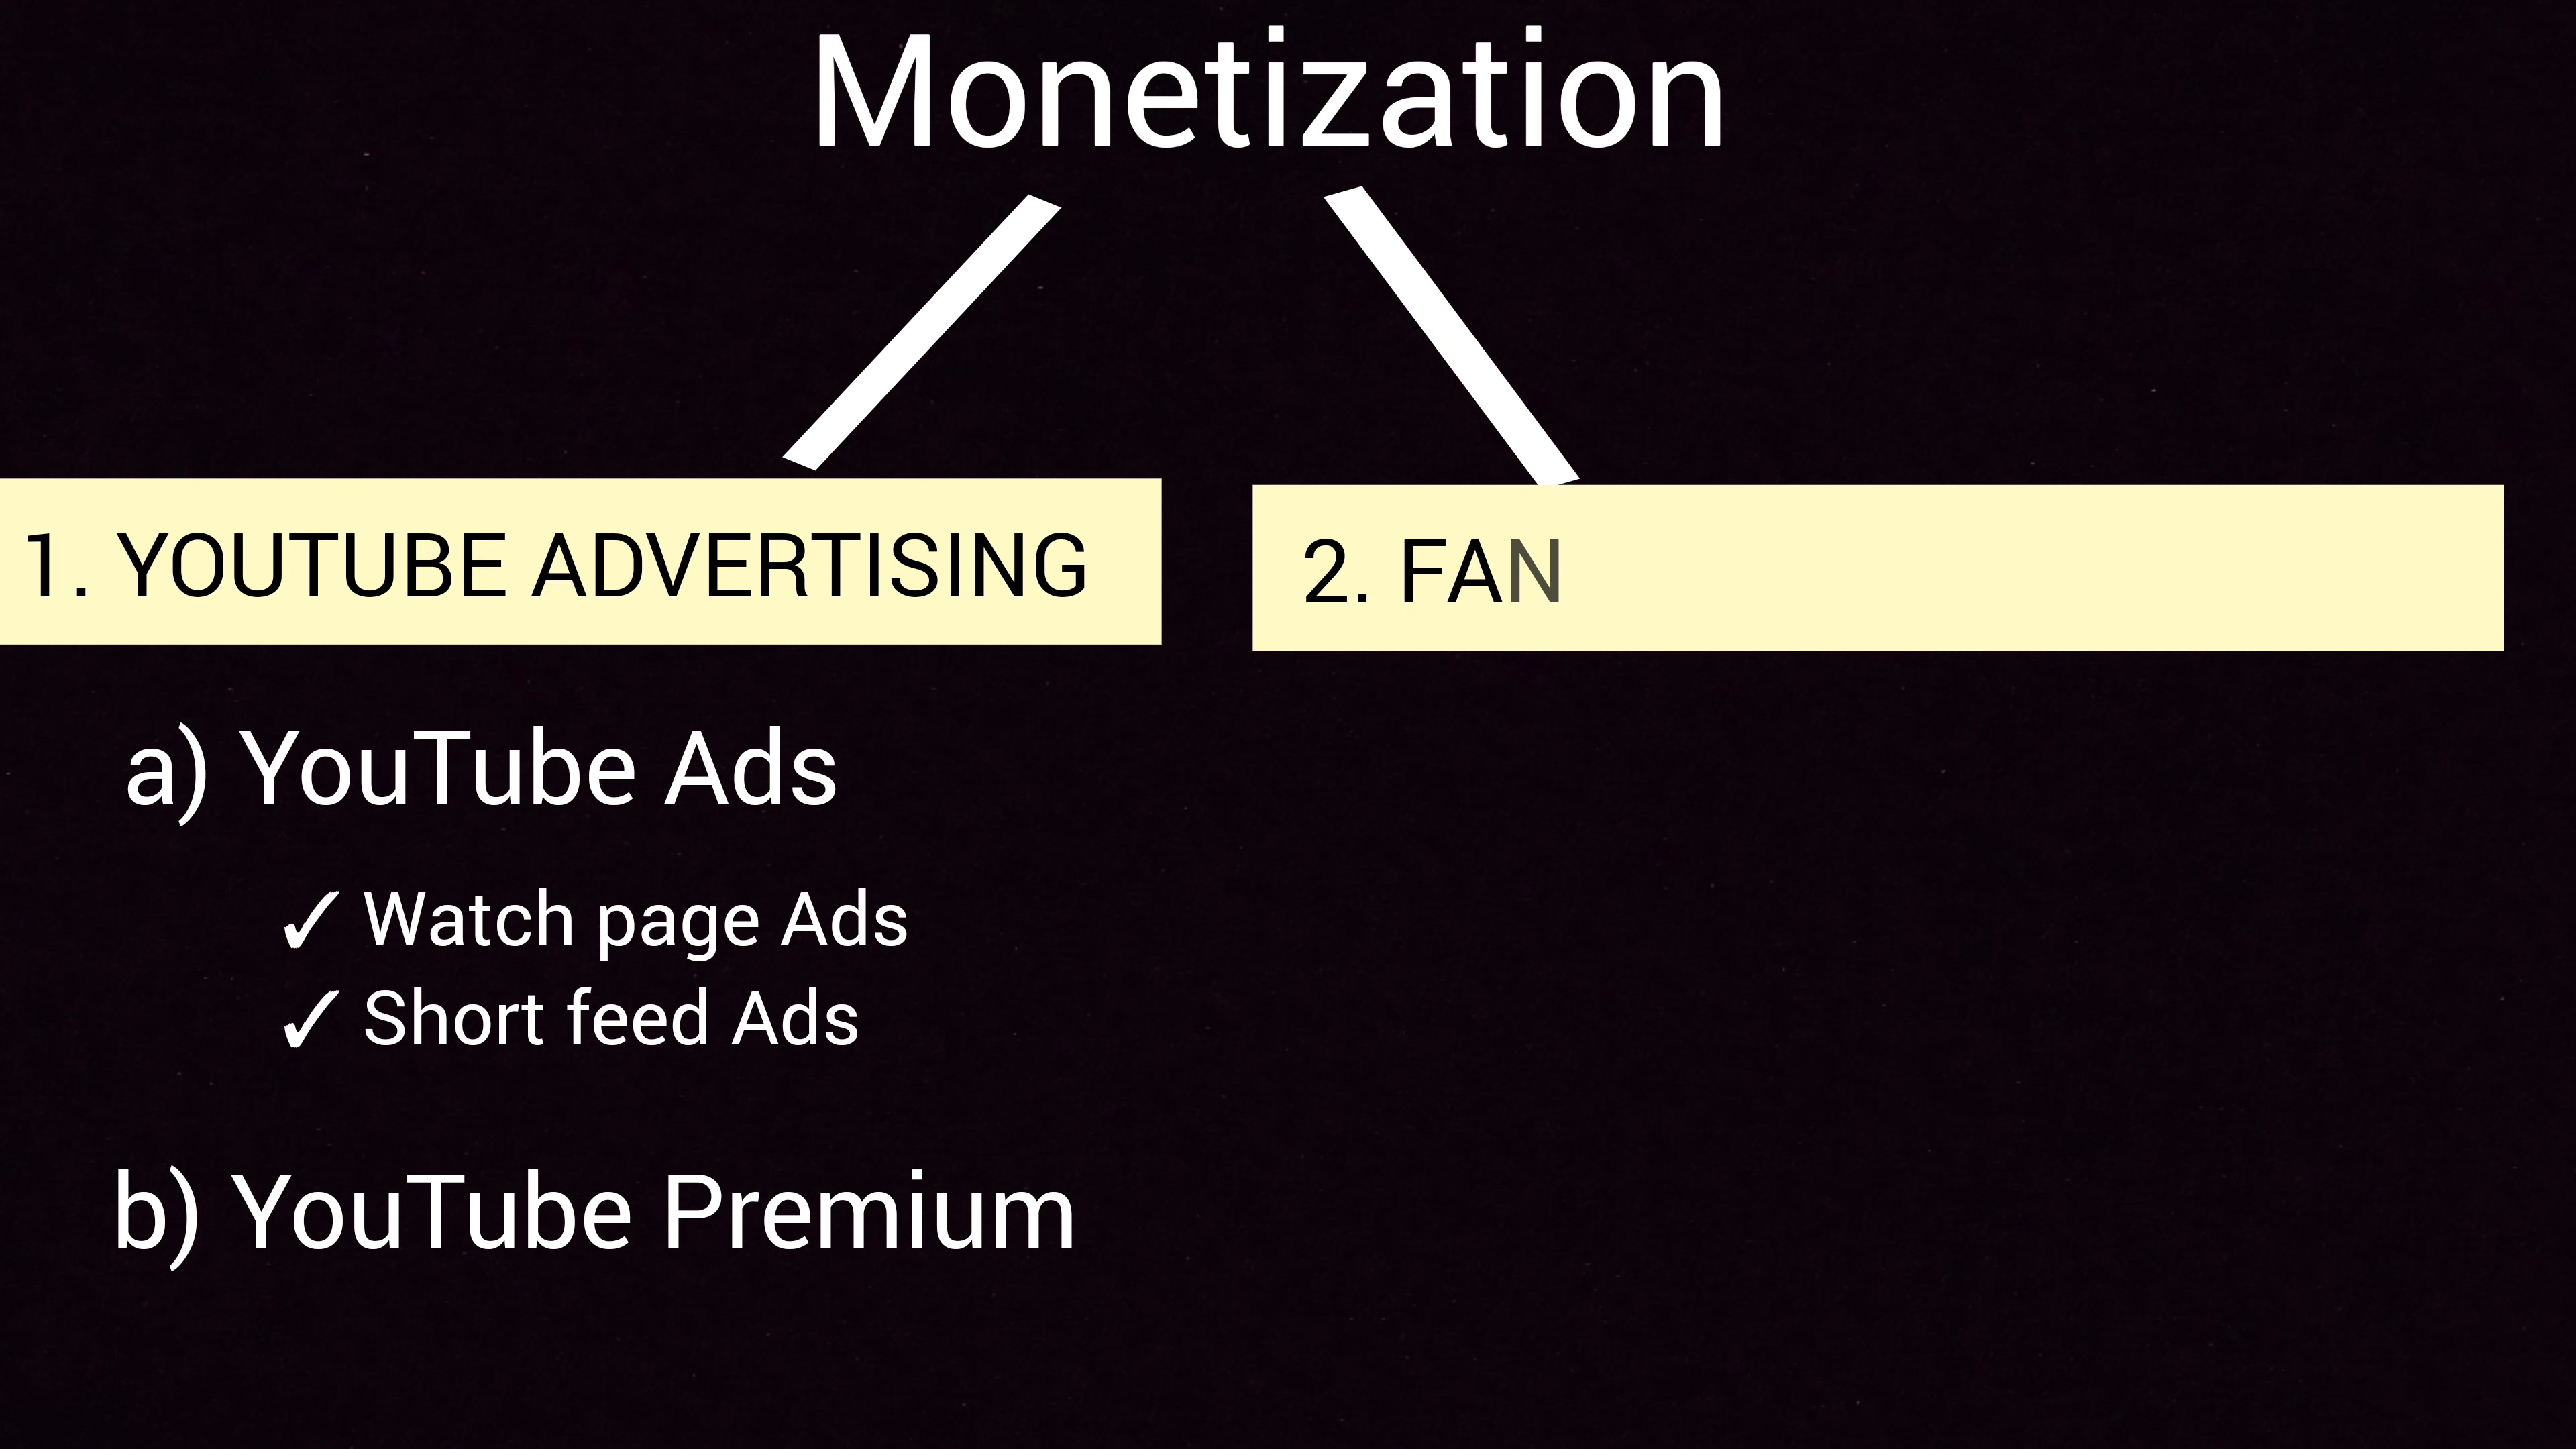 Monetization
1. YOUTUBE ADVERTISING
2. FAN
a) YouTube Ads
✓ Watch page Ads
✓ Short feed Ads
b) YouTube Premium